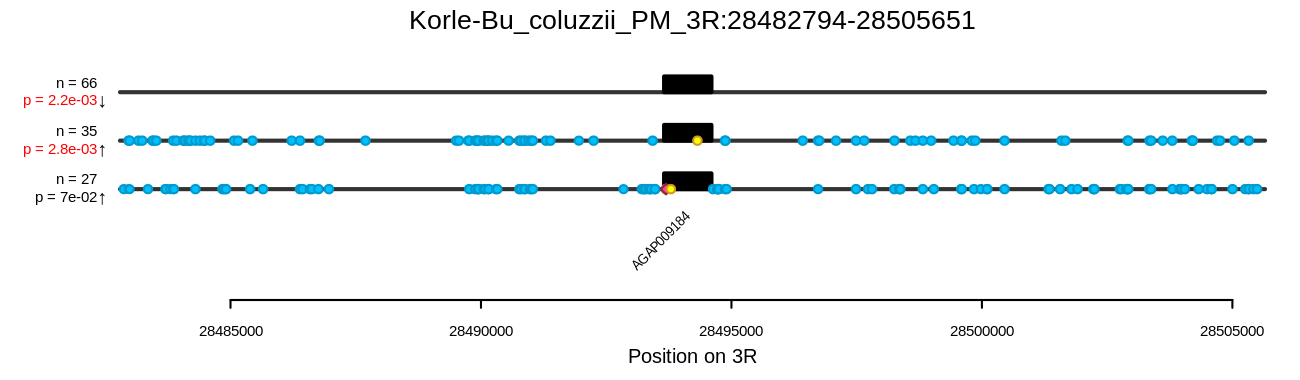 Korle-Bu_coluzzii_PM_3R:28482794-28505651
n = 66
p = 2.2e-03↓
n = 35
p = 2.8e-03↑
n = 27
p = 7e-02↑
AGAP009184
28485000 28490000 28495000 28500000 28505000
Position on 3R